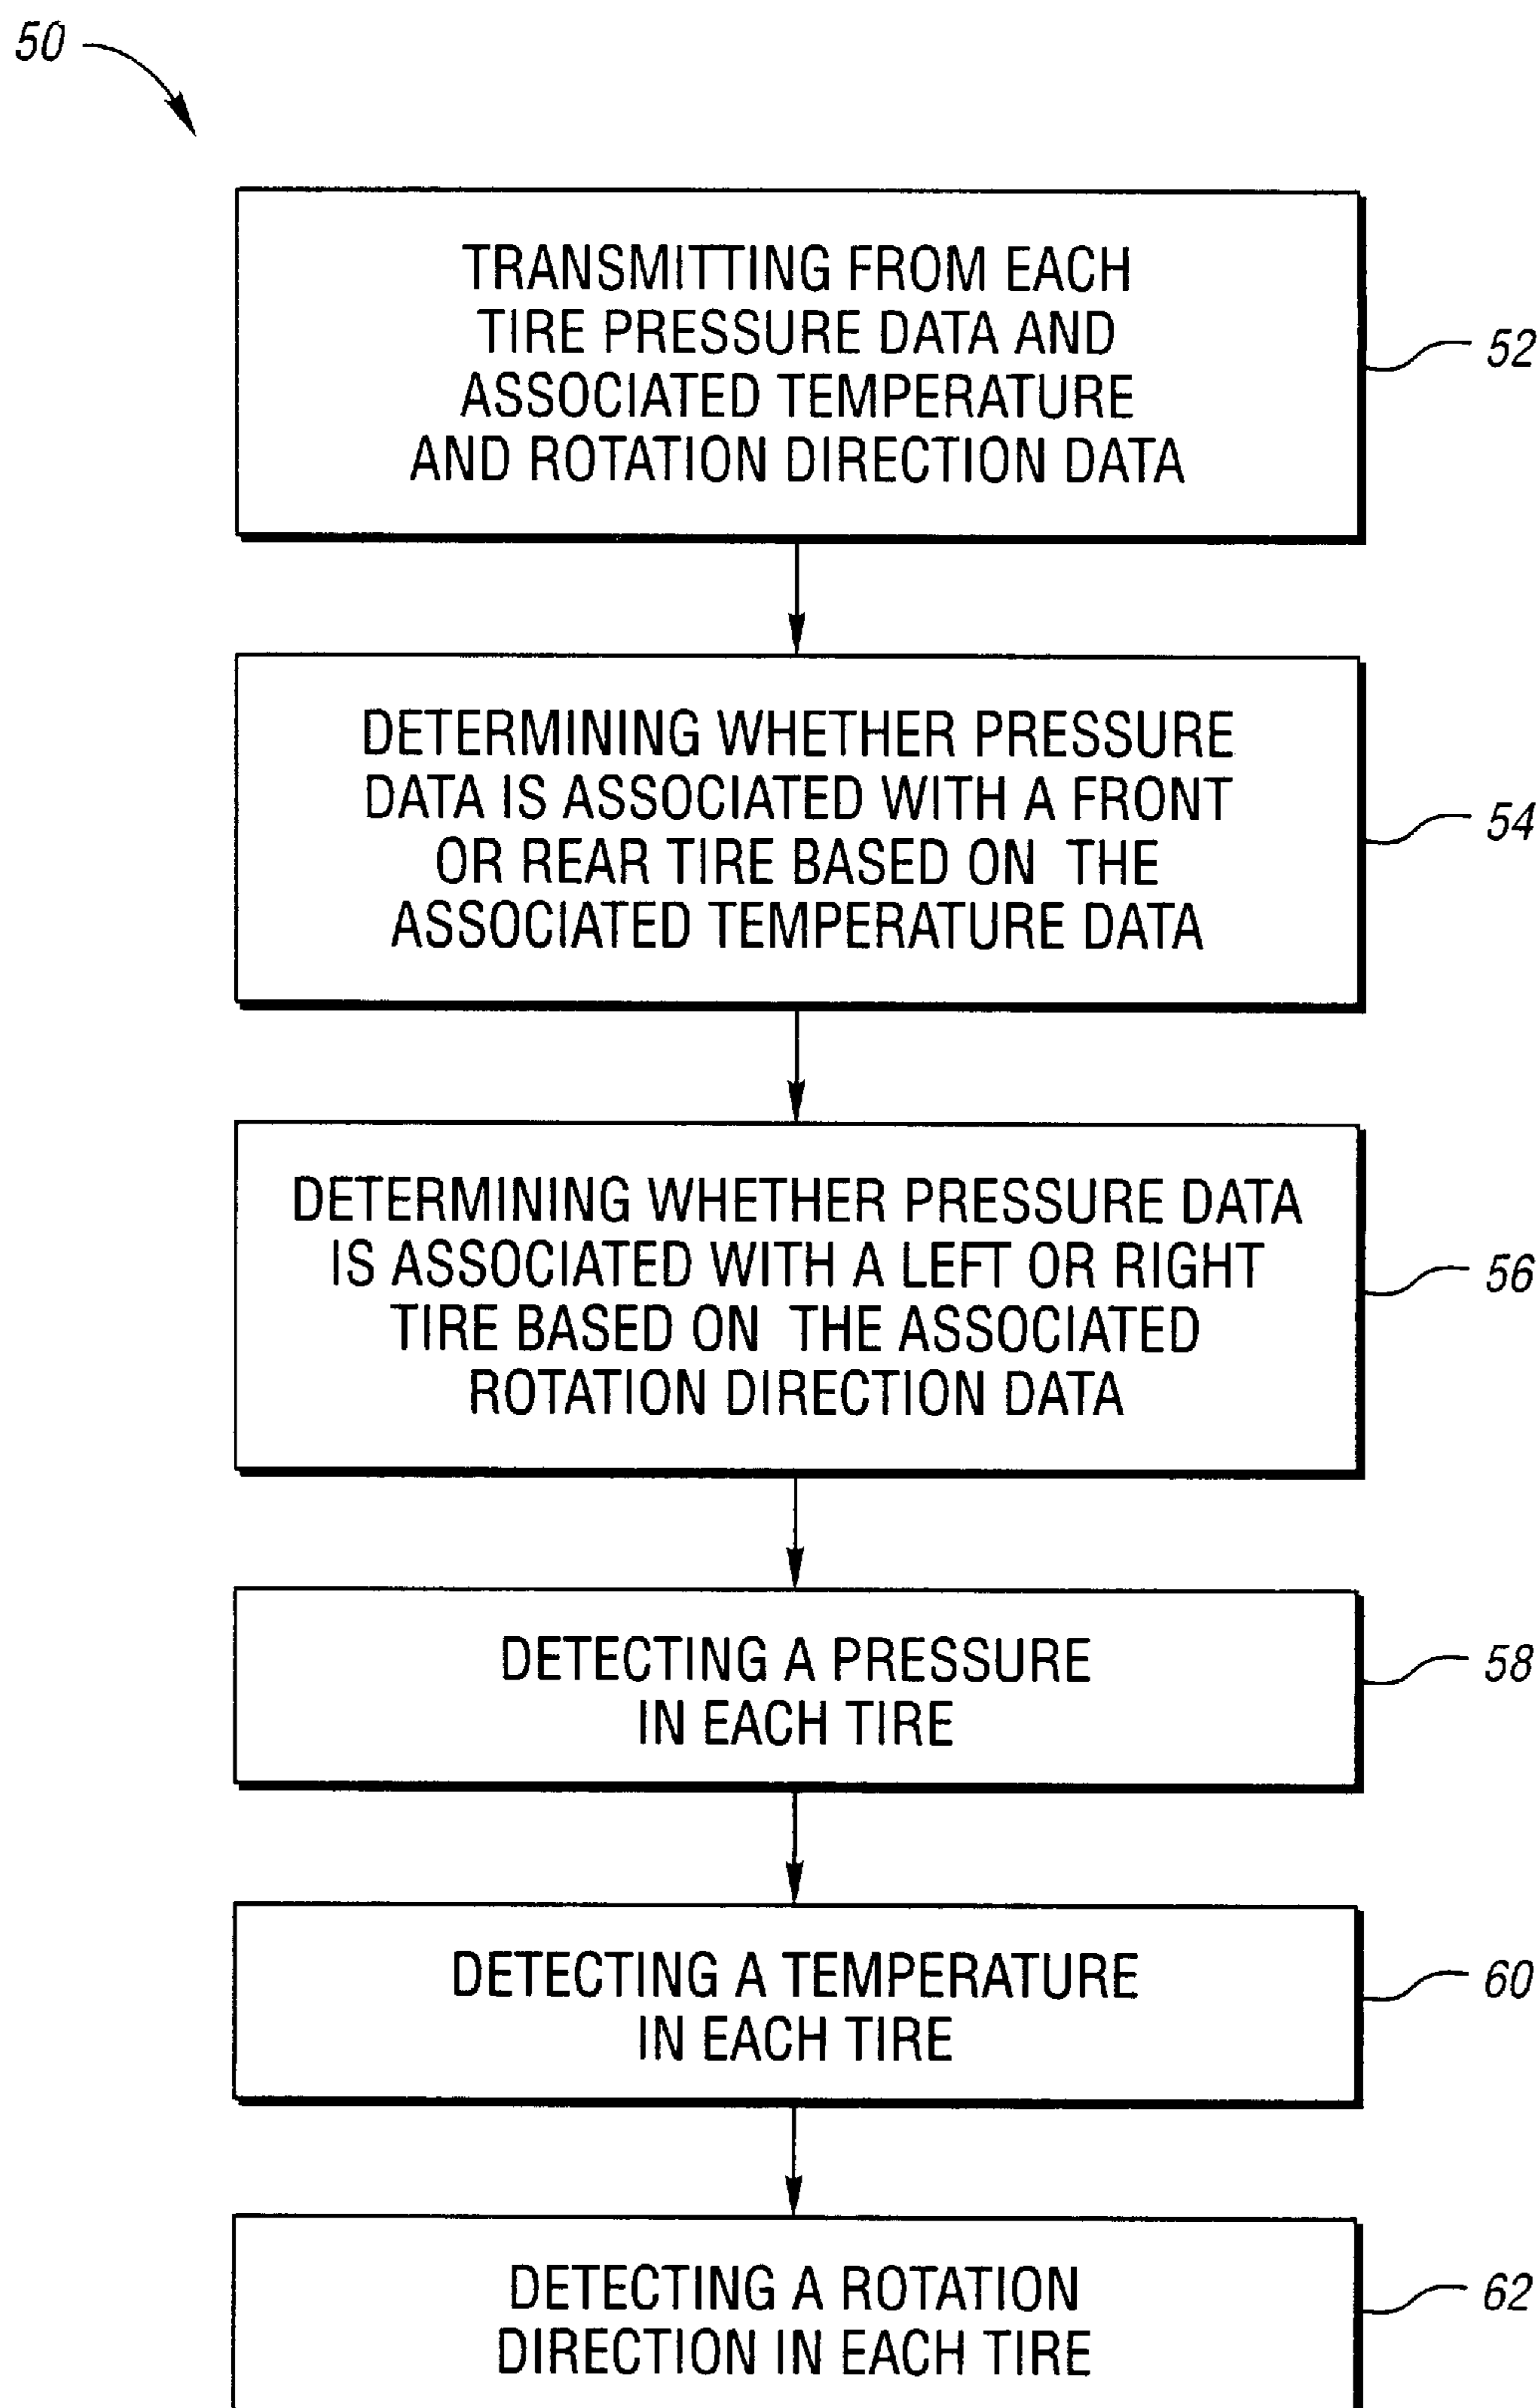 50
TRANSMITTING FROM EACH
TIRE PRESSURE DATA AND
ASSOCIATED TEMPERATURE
AND ROTATION DIRECTION DATA
52
DETERMINING WHETHER PRESSURE
DATA IS ASSOCIATED WITH A FRONT
OR REAR TIRE BASED ON THE
ASSOCIATED TEMPERATURE DATA
54
DETERMINING WHETHER PRESSURE DATA
IS ASSOCIATED WITH A LEFT OR RIGHT
TIRE BASED ON THE ASSOCIATED
ROTATION DIRECTION DATA
56
DETECTING A PRESSURE
IN EACH TIRE
58
DETECTING A TEMPERATURE
IN EACH TIRE
60
DETECTING A ROTATION
DIRECTION IN EACH TIRE
62